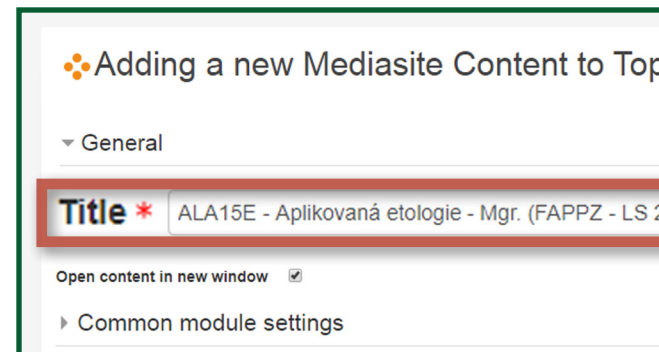 Adding a new Mediasite Content to Top
General
Title * ALA15E - Aplikovaná etologie - Mgr. (FAPPZ - LS 2
Open content in new window
Common module settings